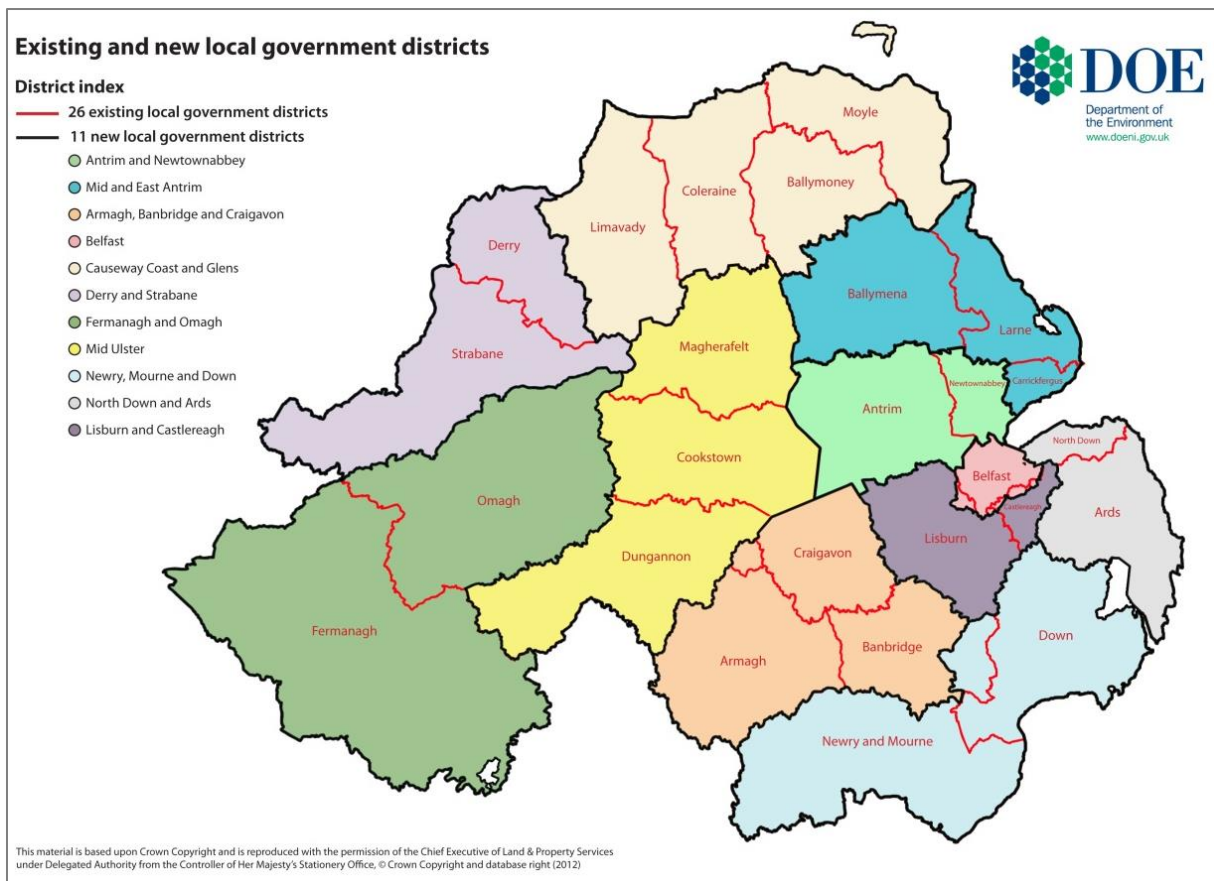 Existing and new local government districts
District index
26 existing local government districts
11 new local government districts
Antrim and Newtownabbey
Mid and East Antrim
Armagh, Banbridge and Craigavon
Belfast
Causeway Coast and Glens
Derry and Strabane
Fermanagh and Omagh
Mid Ulster
Newry, Mourne and Down
North Down and Ards
Lisburn and Castlereagh
DOE
Department of
the Environment
www.doeni.gov.uk
Moyle
Coleraine
Ballymoney
Limavady
Derry
Strabane
Ballymena
Larne
Magherafelt
Carrickfergus
Newtownabbey
Antrim
North Down
Cookstown
Belfast
Omagh
Castlereagh
Ards
Lisburn
Craigavon
Dungannon
Fermanagh
Down
Banbridge
Armagh
Newry and Mourne
This material is based upon Crown Copyright and is reproduced with the permission of the Chief Executive of Land & Property Services
under Delegated Authority from the Controller of Her Majesty's Stationery Office, © Crown Copyright and database right (2012)